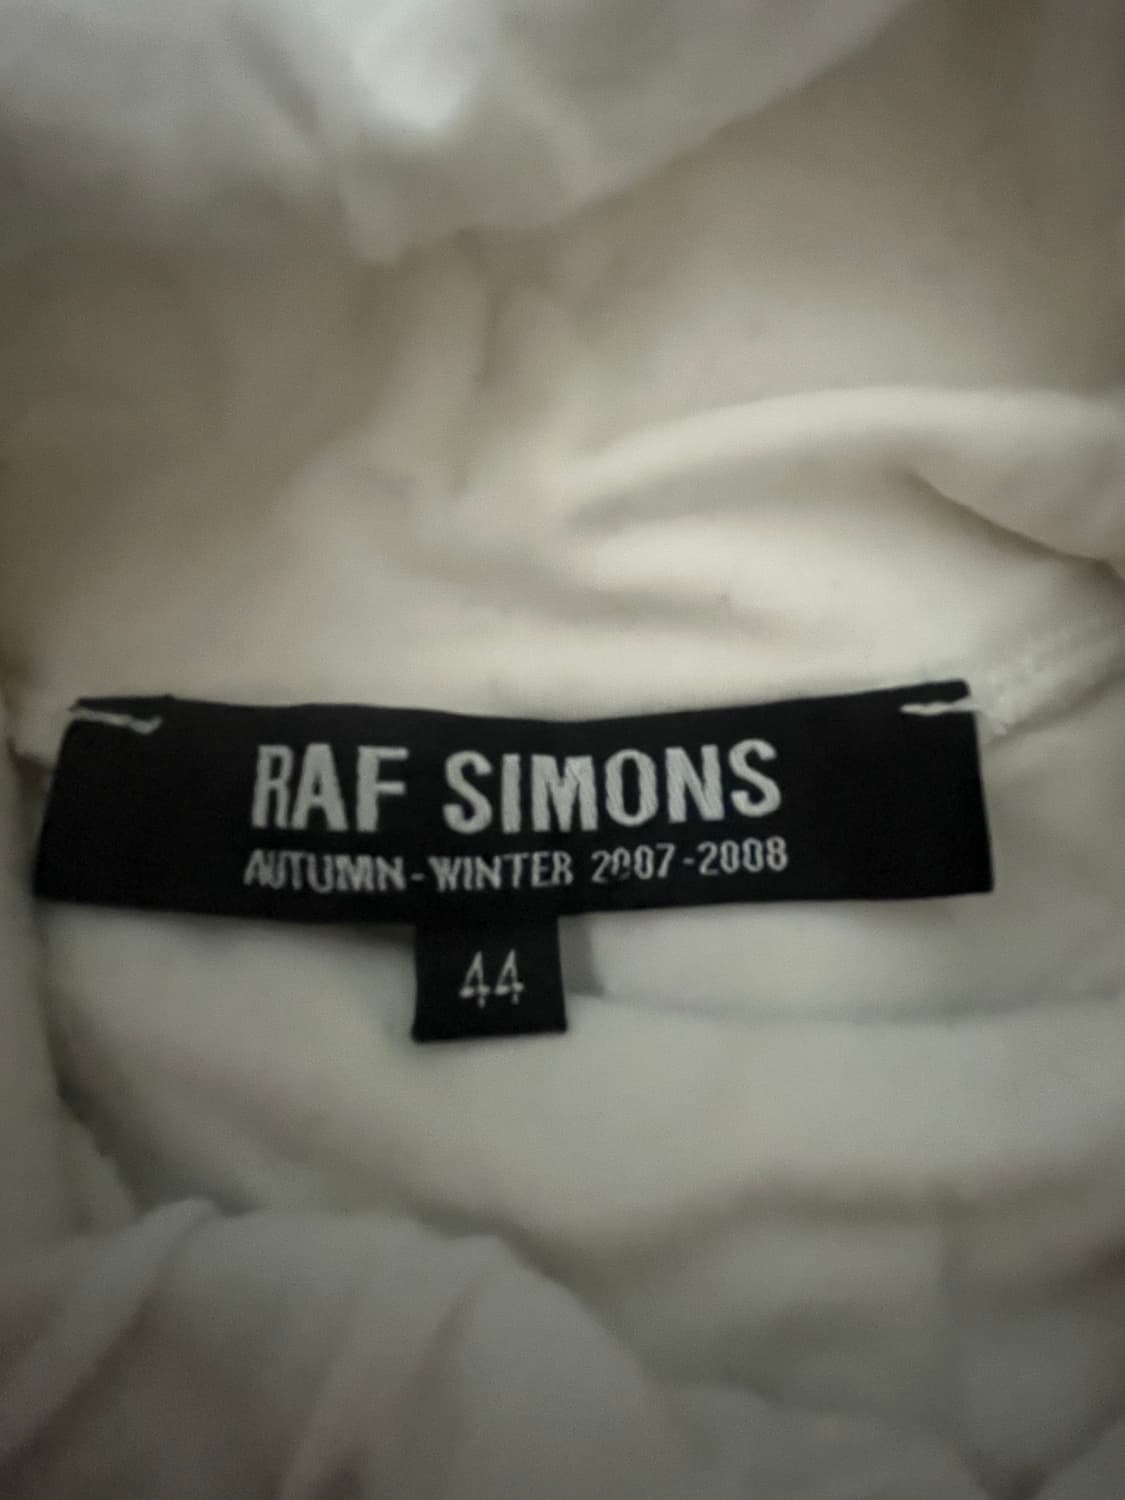 RAF SIMONS
AUTUMN-WINTER 2007-2008
44